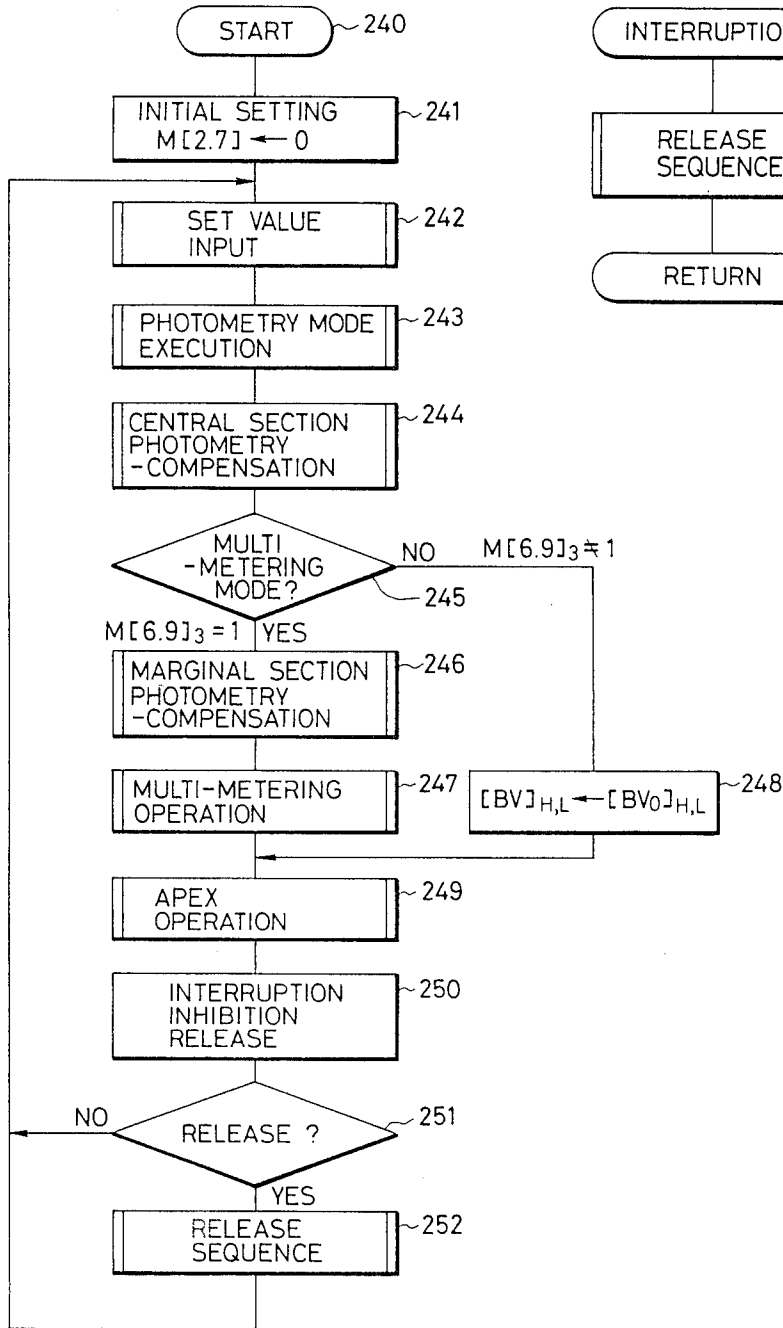 START
240
INITIAL SETTING
M[2.7] ← 0
241
SET VALUE
INPUT
242
PHOTOMETRY MODE
EXECUTION
243
CENTRAL SECTION
PHOTOMETRY
-COMPENSATION
244
MULTI
-METERING
MODE?
245
NO
M[6.9]₃ ≠ 1
M[6.9]₃ = 1
YES
MARGINAL SECTION
PHOTOMETRY
-COMPENSATION
246
MULTI-METERING
OPERATION
247
[BV]H,L ← [BV0]H,L
248
APEX
OPERATION
249
INTERRUPTION
INHIBITION
RELEASE
250
RELEASE ?
251
NO
YES
RELEASE
SEQUENCE
252
INTERRUPTIO
RELEASE
SEQUENCE
RETURN